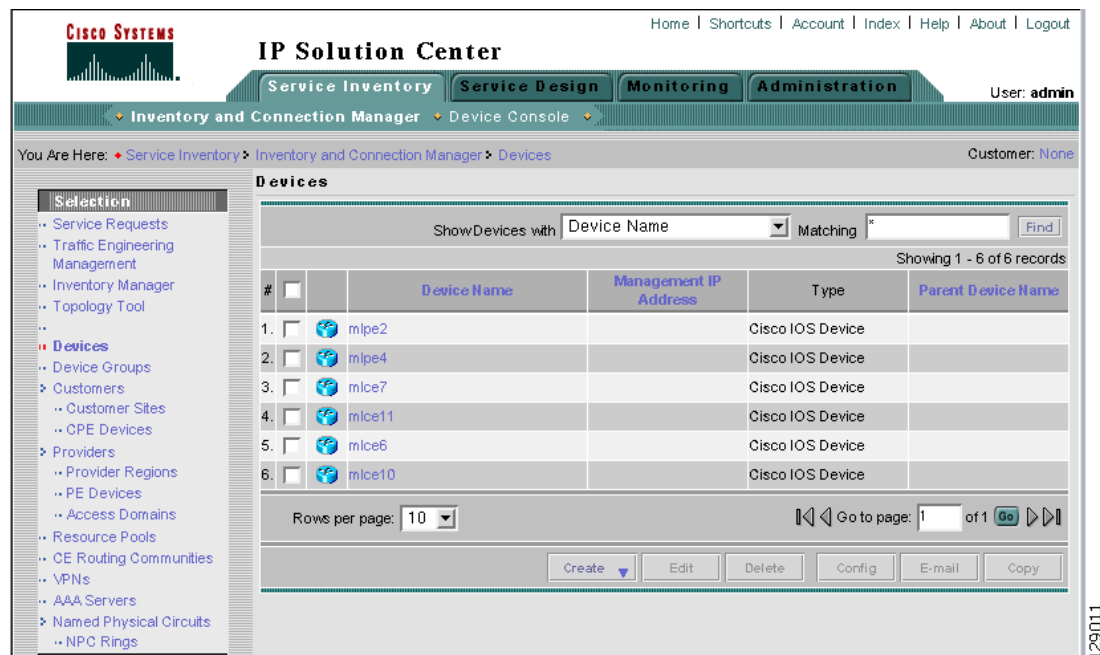 CISCO SYSTEMS
Home | Shortcuts | Account | Index | Help | About | Logout
IP Solution Center
Service Inventory Service Design Monitoring Administration
User: admin
Inventory and Connection Manager Device Console
You Are Here: Service Inventory Inventory and Connection Manager Devices
Customer: None
Selection
Service Requests
Traffic Engineering
Management
Inventory Manager
Topology Tool
Devices
Device Groups
Customers
Customer Sites
CPE Devices
Providers
Provider Regions
PE Devices
Access Domains
Resource Pools
CE Routing Communities
VPNs
AAA Servers
Named Physical Circuits
NPC Rings
Devices
Show Devices with Device Name Matching * Find
Showing 1 - 6 of 6 records
# Device Name Management IP Address Type Parent Device Name
1. mlpe2 Cisco IOS Device
2. mlpe4 Cisco IOS Device
3. mlce7 Cisco IOS Device
4. mlce11 Cisco IOS Device
5. mlce6 Cisco IOS Device
6. mlce10 Cisco IOS Device
Rows per page: 10 Go to page: 1 of 1 Go
Create Edit Delete Config E-mail Copy
129011